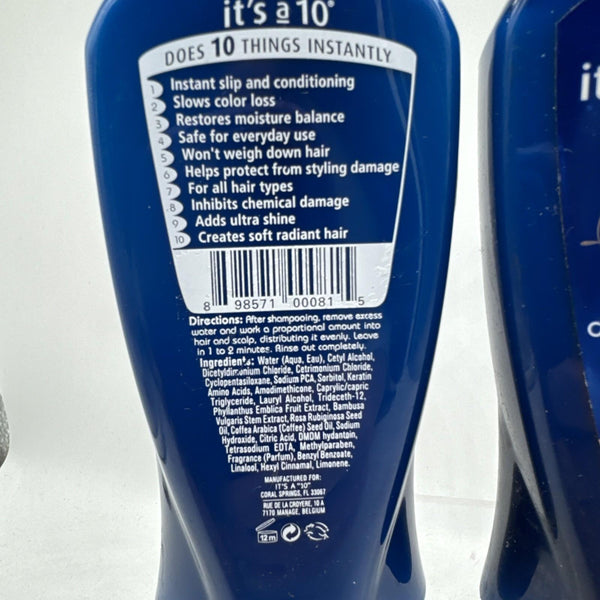 it's a 10®
DOES 10 THINGS INSTANTLY
1 Instant slip and conditioning
2 Slows color loss
3 Restores moisture balance
4 Safe for everyday use
5 Won't weigh down hair
6 Helps protect from styling damage
7 For all hair types
8 Inhibits chemical damage
9 Adds ultra shine
10 Creates soft radiant hair
8 98571 00081 5
Directions: After shampooing, remove excess
water and work a proportional amount into
hair and scalp, distributing it evenly. Leave
in 1 to 2 minutes. Rinse out completely.
Ingredients: Water (Aqua, Eau), Cetyl Alcohol,
Dicetyldimonium Chloride, Cetrimonium Chloride,
Cyclopentasiloxane, Sodium PCA, Sorbitol, Keratin
Amino Acids, Amodimethicone, Caprylic/capric
Triglyceride, Lauryl Alcohol, Trideceth-12,
Phyllanthus Emblica Fruit Extract, Bambusa
Vulgaris Stem Extract, Rosa Rubiginosa Seed
Oil, Coffea Arabica (Coffee) Seed Oil, Sodium
Hydroxide, Citric Acid, DMDM hydantain,
Tetrasodium EDTA, Methylparaben,
Fragrance (Parfum), Benzyl Benzoate,
Linalool, Hexyl Cinnamal, Limonene.
MANUFACTURED FOR:
IT'S A "10"
CORAL SPRINGS, FL 33067
RUE DE LA CROYERE, 10 A
7170 MANAGE, BELGIUM
12m
it